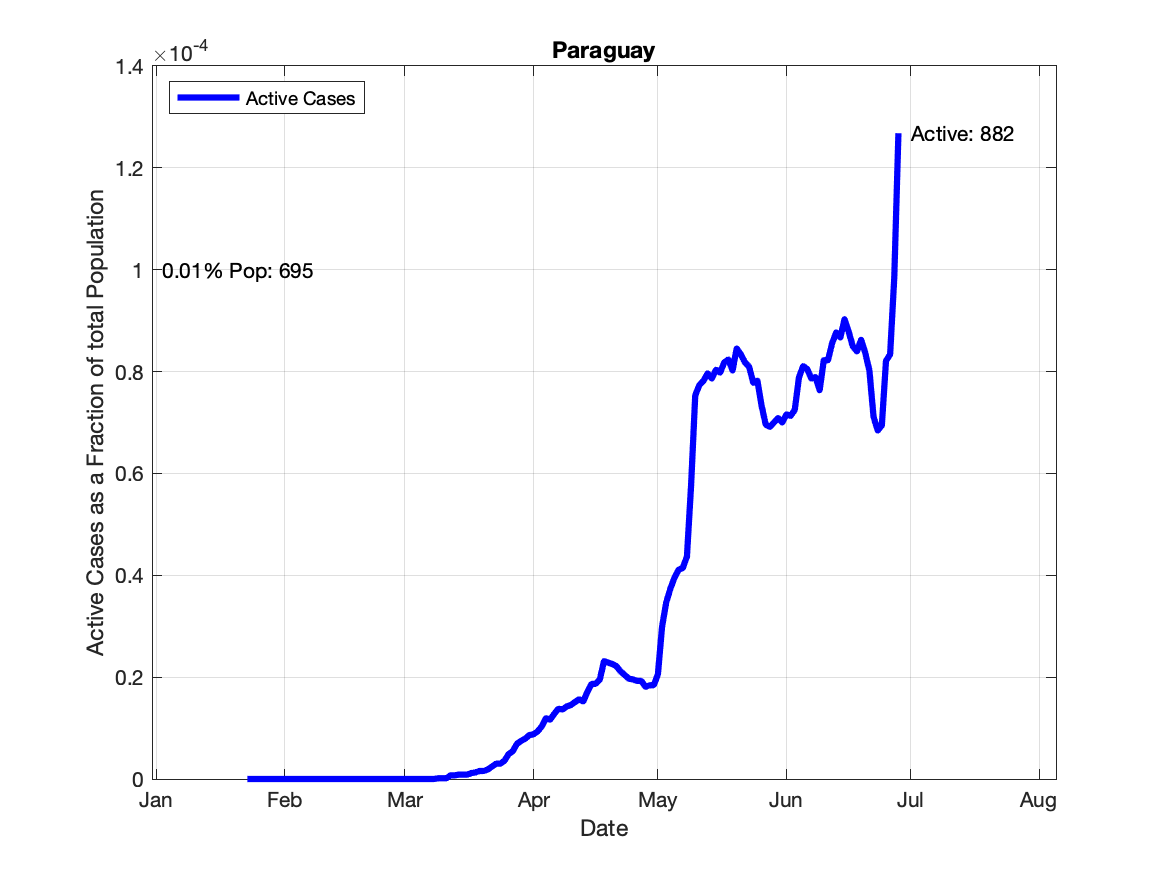 Paraguay
×10-4
1.4
1.2
1
0.8
0.6
0.4
0.2
0
Active Cases
Active: 882
0.01% Pop: 695
Active Cases as a Fraction of total Population
Jan Feb Mar Apr May Jun Jul Aug
Date